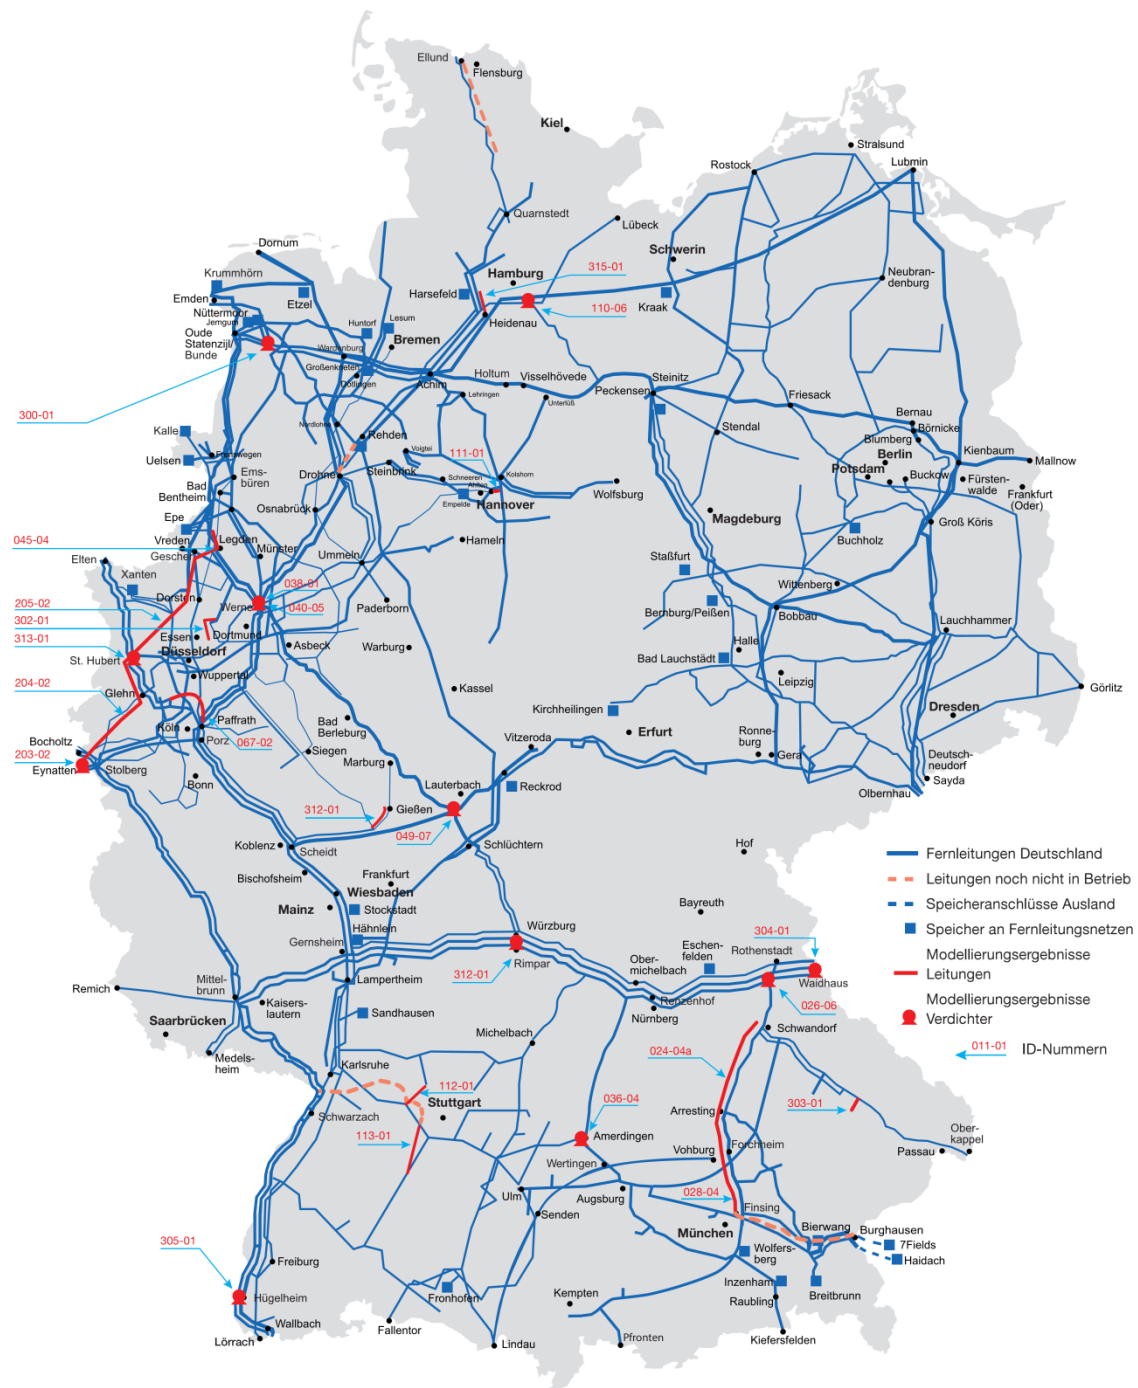 Ellund
Flensburg
Kiel
Stralsund
Rostock
Lubmin
Quarnstedt
Lübeck
Dornum
Schwerin
Krummhörn
Hamburg
315-01
Neubran-
denburg
Emden
Etzel
Harsefeld
110-06
Kraak
Nüttermoor
Jemgum
Huntorf
Lesum
Heidenau
Oude
Statenzijl/
Bunde
Wardenburg
Bremen
Großenkneten
Dötlingen
Achim
Holtum
Visselhövede
Steinitz
Peckensen
Lehringen
Unterlüß
Friesack
300-01
Bernau
Börnicke
Kalle
Nordlohne
Rehden
Stendal
Blumberg
Berlin
Uelsen
Frenswegen
Voigtei
111-01
Kienbaum
Mallnow
Drohne
Steinbrink
Kolshorn
Potsdam
Buckow
Ems-
büren
Schneeren
Ahlten
Wolfsburg
Fürsten-
walde
Frankfurt
(Oder)
Bad
Bentheim
Empelde
Hannover
Osnabrück
Magdeburg
Epe
Groß Köris
Buchholz
045-04
Vreden
Legden
Hameln
Gescher
Münster
Ummeln
Elten
Staßfurt
Xanten
038-01
Wittenberg
205-02
Dorsten
Werne
040-05
Paderborn
Bernburg/Peißen
Bobbau
302-01
Essen
Dortmund
Lauchhammer
313-01
Düsseldorf
Asbeck
Warburg
Halle
St. Hubert
Bad Lauchstädt
Wuppertal
204-02
Glehn
Kassel
Leipzig
Görlitz
Kirchheilingen
Dresden
Köln
Paffrath
Bad
Berleburg
Erfurt
Porz
067-02
Vitzeroda
Ronne-
burg
Bocholtz
Siegen
Gera
Deutsch-
neudorf
203-02
Marburg
Eynatten
Stolberg
Sayda
Bonn
Lauterbach
Reckrod
Olbernhau
312-01
Gießen
049-07
Hof
Koblenz
Scheidt
Schlüchtern
Fernleitungen Deutschland
Bischofsheim
Frankfurt
Leitungen noch nicht in Betrieb
Wiesbaden
Mainz
Stockstadt
Bayreuth
Speicheranschlüsse Ausland
Hähnlein
Würzburg
304-01
Speicher an Fernleitungsnetzen
Gernsheim
Eschen-
felden
Rothenstadt
Modellierungsergebnisse
Leitungen
312-01
Rimpar
Ober-
michelbach
Mittel-
brunn
Lampertheim
Waidhaus
Remich
Kaisers-
lautern
Renzenhof
026-06
Modellierungsergebnisse
Verdichter
Saarbrücken
Sandhausen
Nürnberg
Michelbach
Schwandorf
Medels-
heim
011-01
ID-Nummern
024-04a
Karlsruhe
112-01
Stuttgart
036-04
303-01
Schwarzach
Arresting
113-01
Amerdingen
Ober-
kappel
Forchheim
Passau
Wertingen
Vohburg
Ulm
Augsburg
028-04
Finsing
Senden
München
Bierwang
Burghausen
305-01
Wolfers-
berg
7Fields
Haidach
Freiburg
Fronhofen
Inzenham
Breitbrunn
Hügelheim
Kempten
Raubling
Wallbach
Lörrach
Fallentor
Lindau
Pfronten
Kiefersfelden